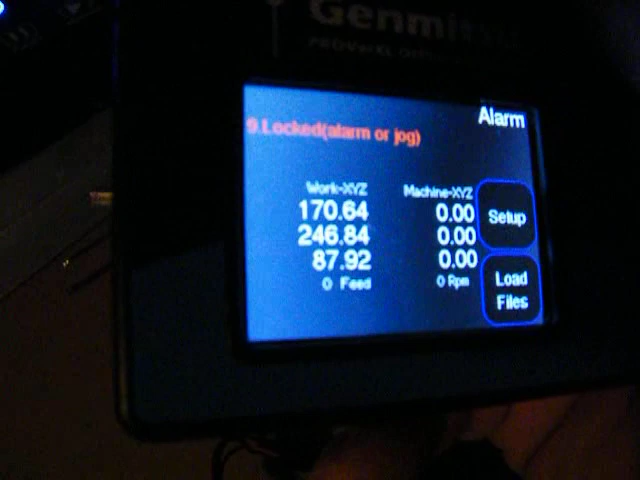 Genmitsu
Alarm
9.Locked(alarm or jog)
Work-XYZ Machine-XYZ
170.64 0.00
246.84 0.00
87.92 0.00
0 Feed 0 Rpm
Setup
Load
Files